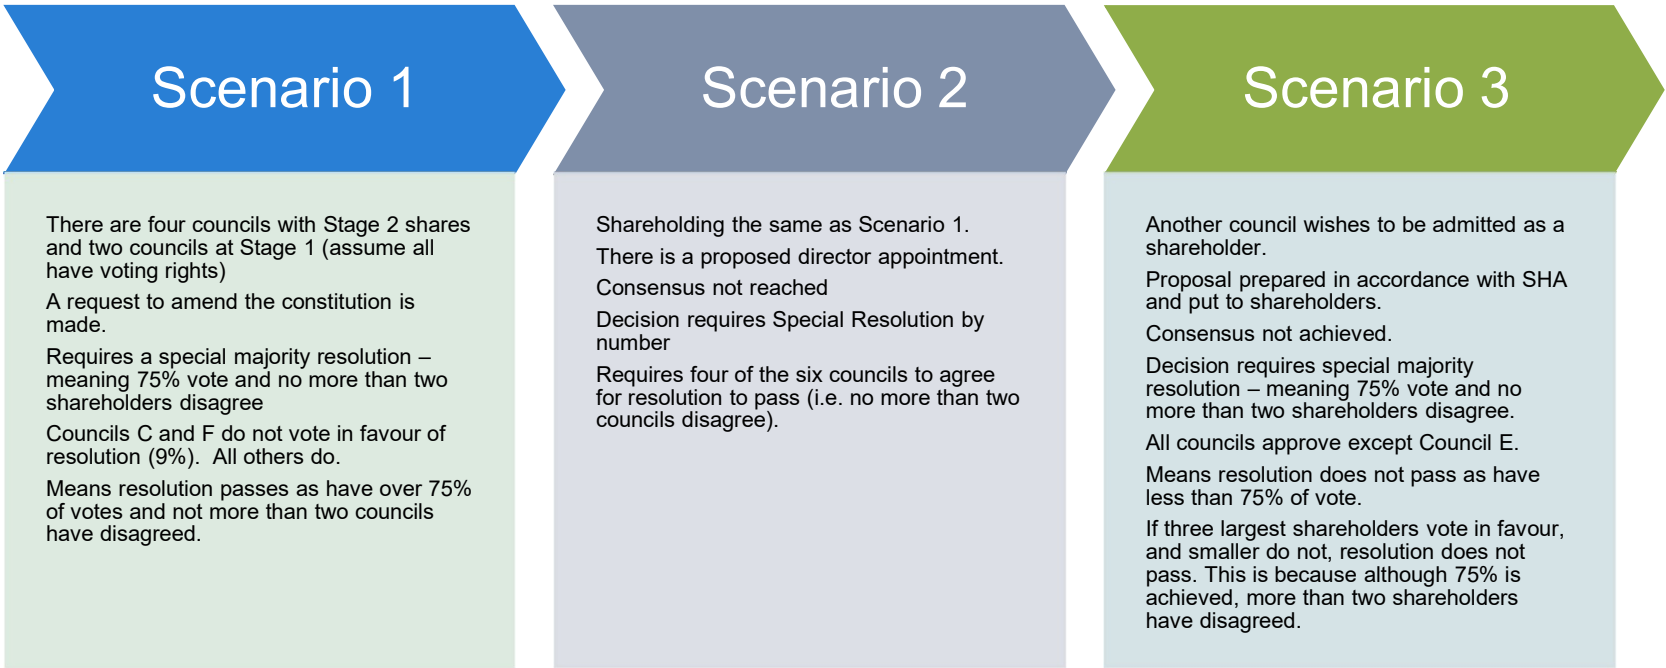 Scenario 1
There are four councils with Stage 2 shares
and two councils at Stage 1 (assume all
have voting rights)
A request to amend the constitution is
made.
Requires a special majority resolution –
meaning 75% vote and no more than two
shareholders disagree
Councils C and F do not vote in favour of
resolution (9%).  All others do.
Means resolution passes as have over 75%
of votes and not more than two councils
have disagreed.
Scenario 2
Shareholding the same as Scenario 1.
There is a proposed director appointment.
Consensus not reached
Decision requires Special Resolution by
number
Requires four of the six councils to agree
for resolution to pass (i.e. no more than two
councils disagree).
Scenario 3
Another council wishes to be admitted as a
shareholder.
Proposal prepared in accordance with SHA
and put to shareholders.
Consensus not achieved.
Decision requires special majority
resolution – meaning 75% vote and no
more than two shareholders disagree.
All councils approve except Council E.
Means resolution does not pass as have
less than 75% of vote.
If three largest shareholders vote in favour,
and smaller do not, resolution does not
pass. This is because although 75% is
achieved, more than two shareholders
have disagreed.